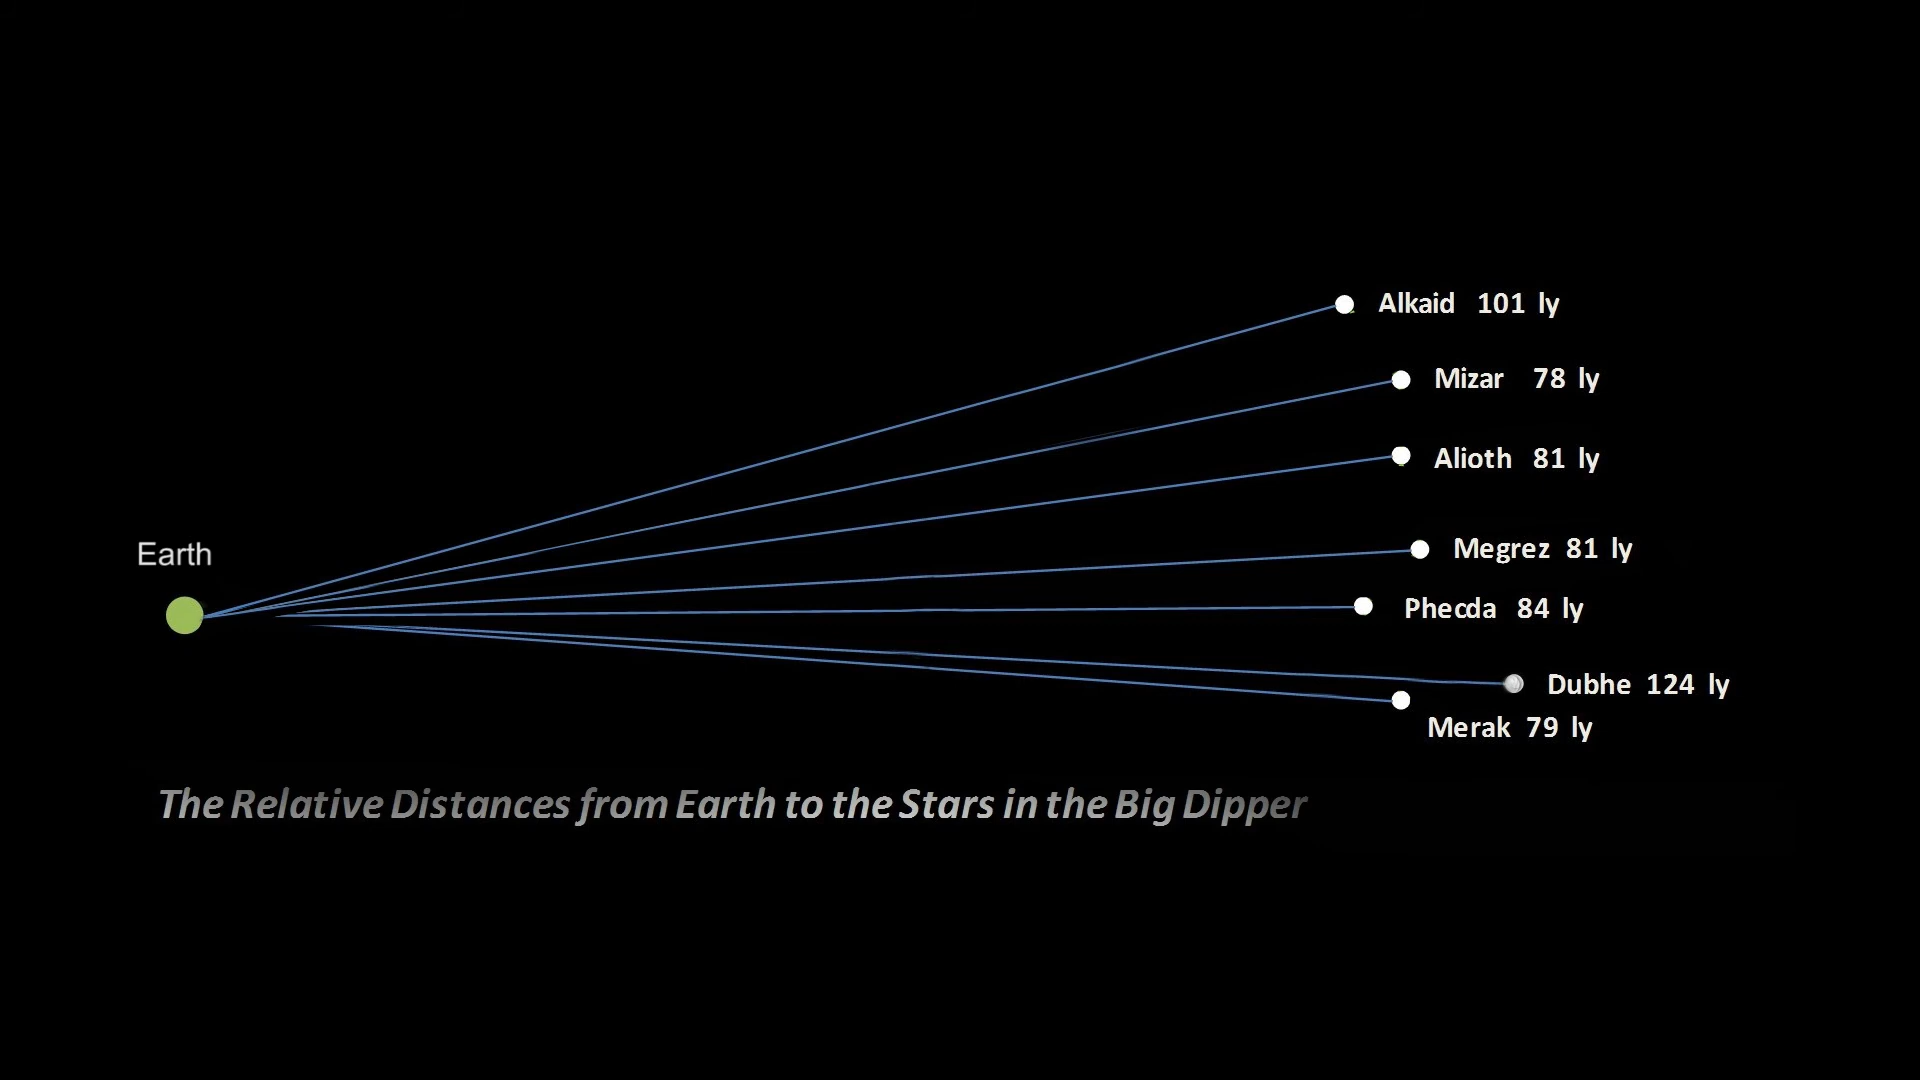 Alkaid 101 ly
Mizar 78 ly
Alioth 81 ly
Earth
Megrez 81 ly
Phecda 84 ly
Dubhe 124 ly
Merak 79 ly
The Relative Distances from Earth to the Stars in the Big Dipper